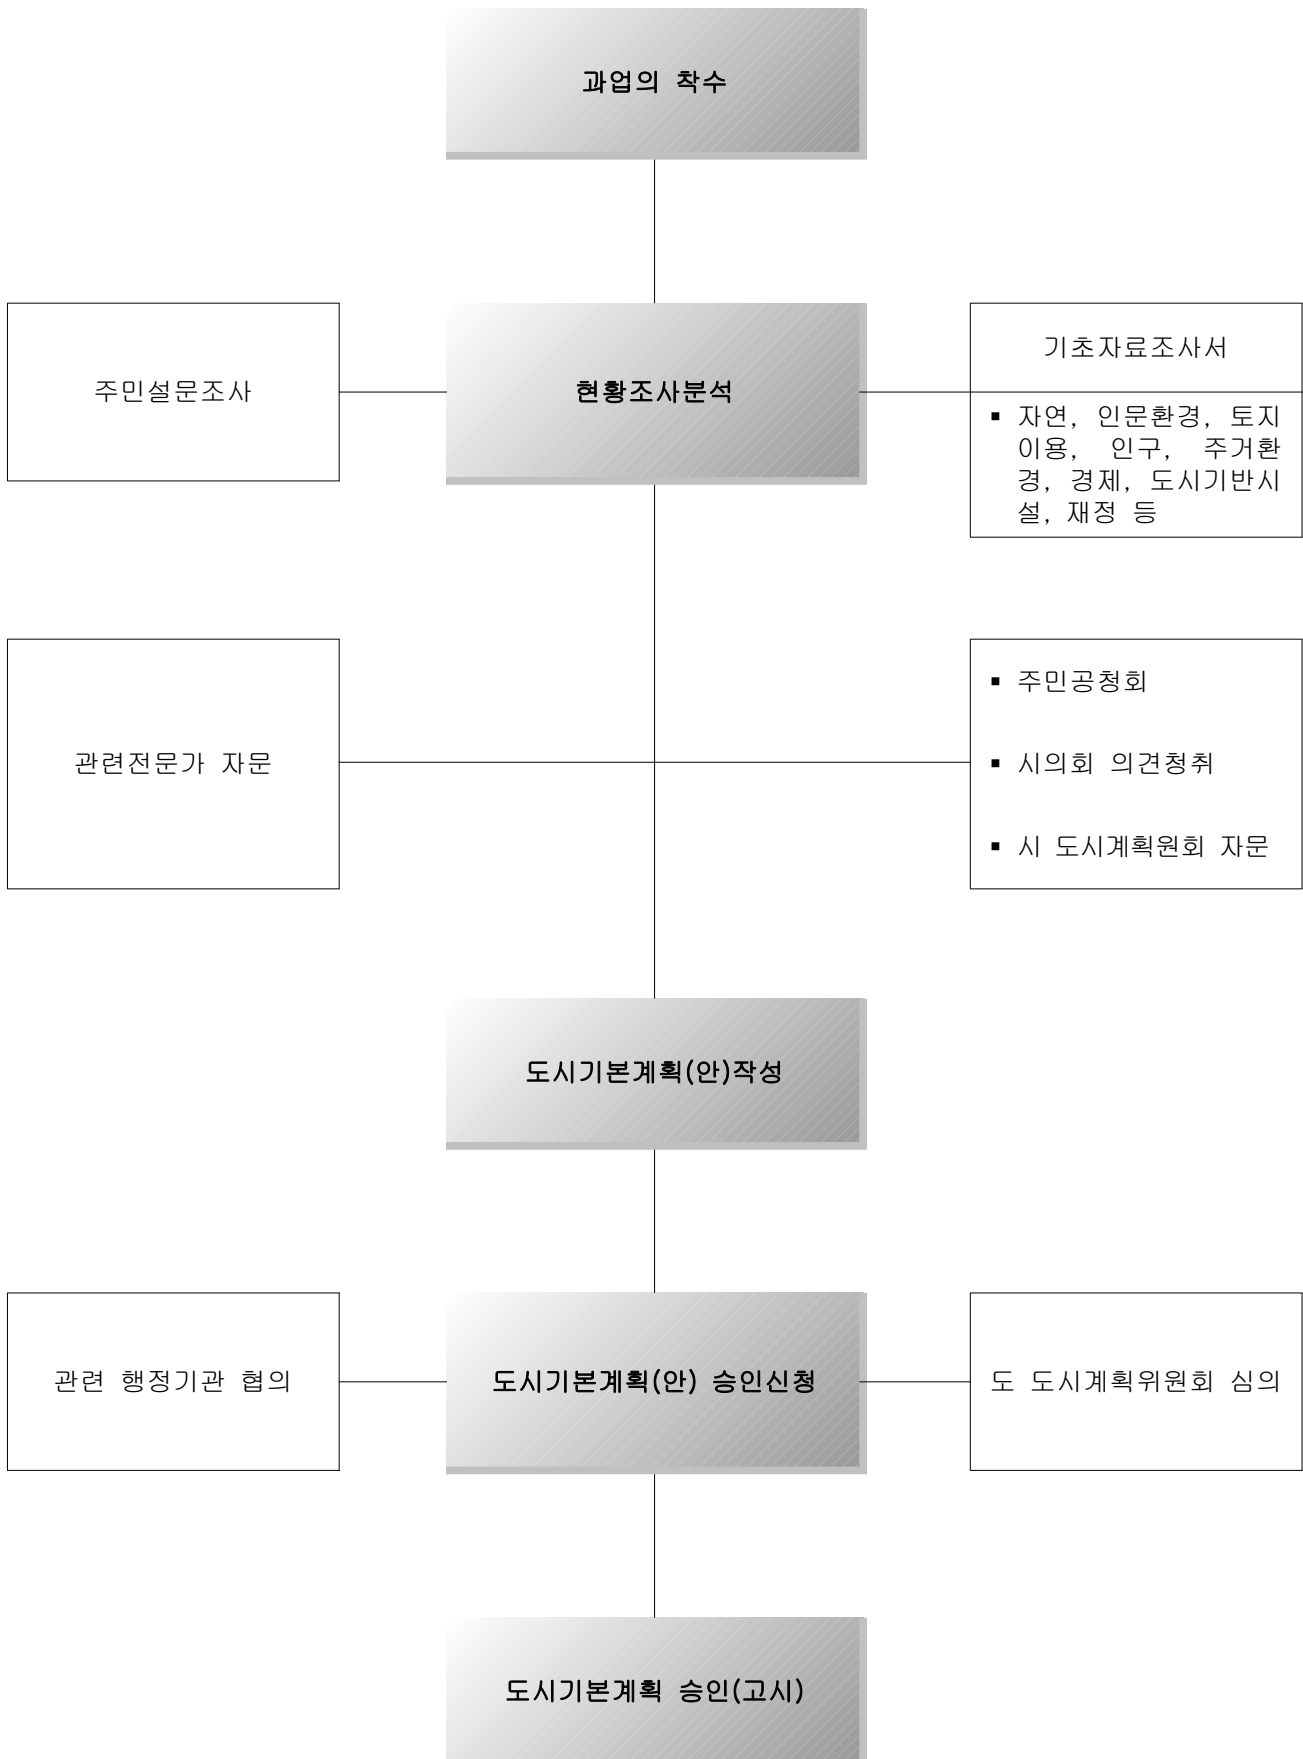 과업의 착수
주민설문조사
현황조사분석
기초자료조사서
▪ 자연, 인문환경, 토지
이용, 인구, 주거환
경, 경제, 도시기반시
설, 재정 등
관련전문가 자문
▪ 주민공청회
▪ 시의회 의견청취
▪ 시 도시계획원회 자문
도시기본계획(안)작성
관련 행정기관 협의
도시기본계획(안) 승인신청
도 도시계획위원회 심의
도시기본계획 승인(고시)